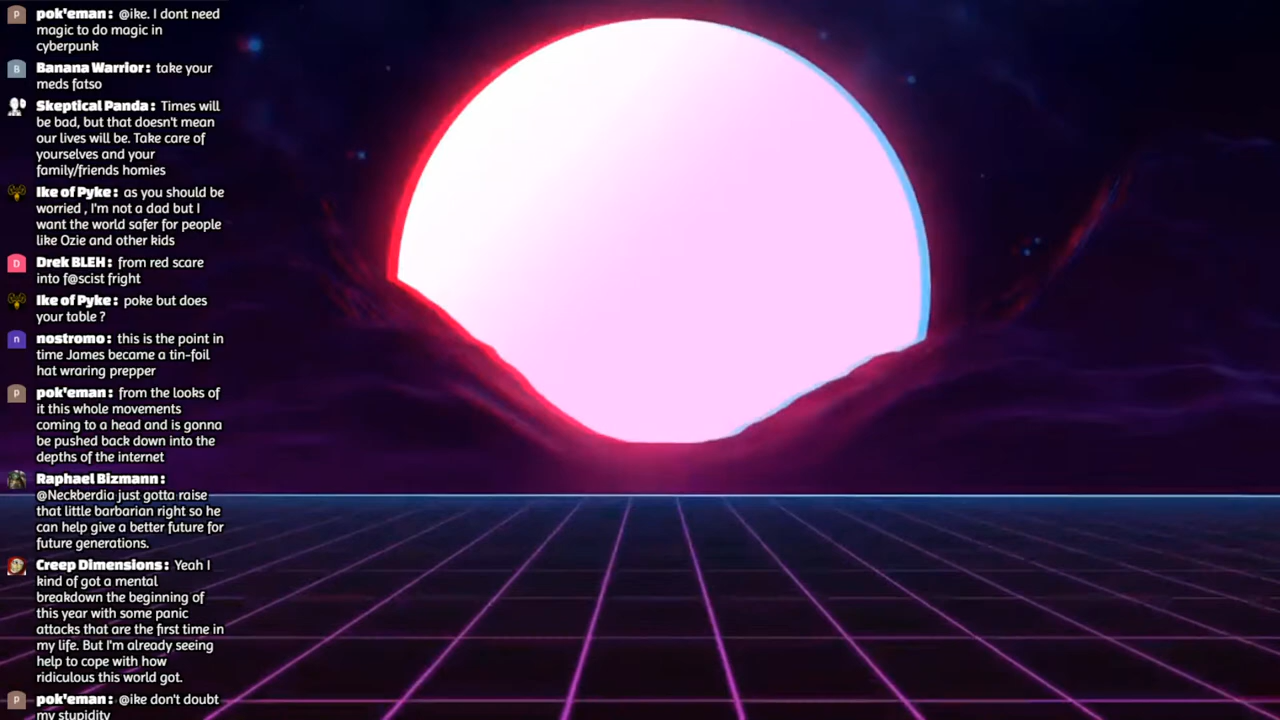 P pok'eman: @ike. I dont need
magic to do magic in
cyberpunk
B Banana Warrior: take your
meds fatso
Skeptical Panda: Times will
be bad, but that doesn't mean
our lives will be. Take care of
yourselves and your
family/friends homies
Ike of Pyke: as you should be
worried , I'm not a dad but I
want the world safer for people
like Ozie and other kids
D Drek BLEH: from red scare
into f@scist fright
Ike of Pyke: poke but does
your table ?
n nostromo: this is the point in
time James became a tin-foil
hat wraring prepper
P pok'eman: from the looks of
it this whole movements
coming to a head and is gonna
be pushed back down into the
depths of the internet
Raphael Bizmann:
@Neckberdia just gotta raise
that little barbarian right so he
can help give a better future for
future generations.
Creep Dimensions: Yeah I
kind of got a mental
breakdown the beginning of
this year with some panic
attacks that are the first time in
my life. But I'm already seeing
help to cope with how
ridiculous this world got.
P pok'eman: @ike don't doubt
my stupidity